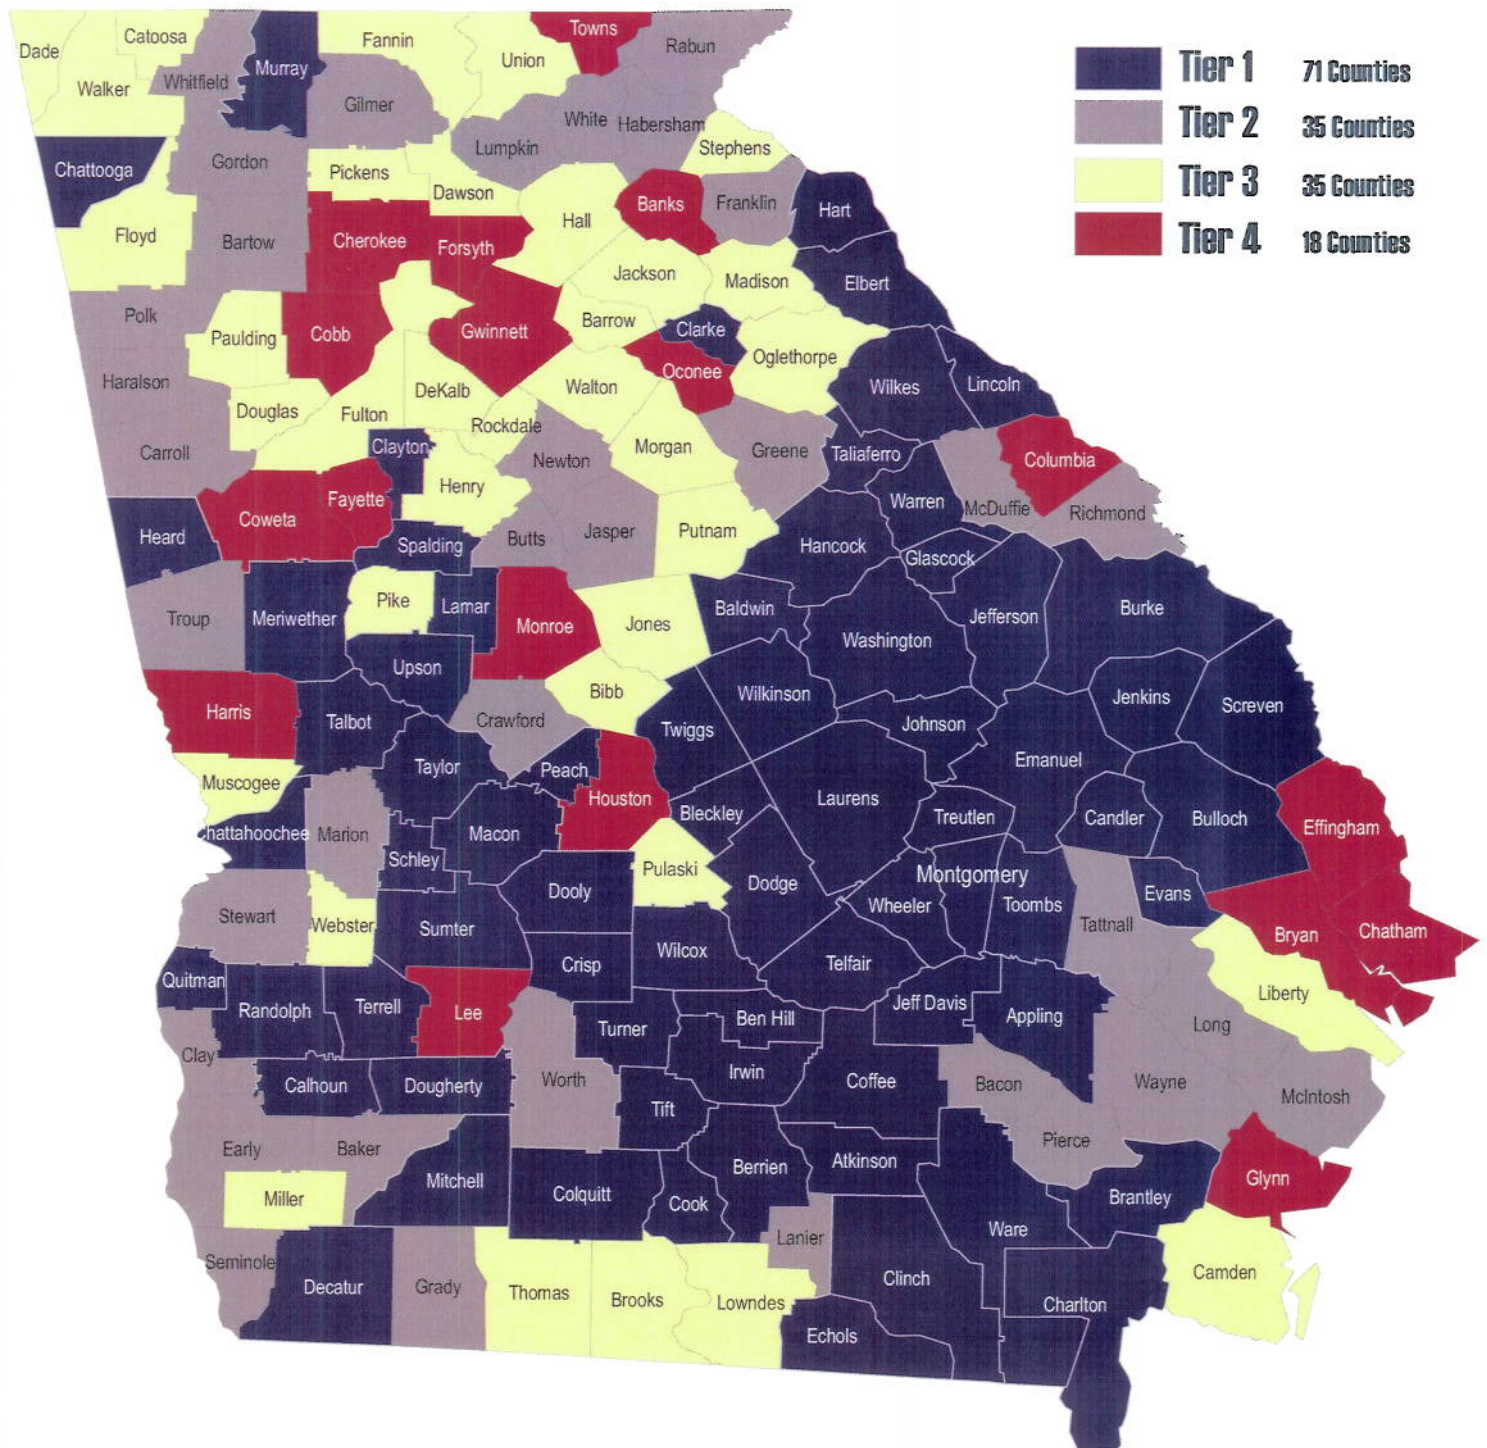 Tier 1 71 Counties
Tier 2 35 Counties
Tier 3 35 Counties
Tier 4 18 Counties
Dade
Catoosa
Walker
Whitfield
Murray
Fannin
Gilmer
Union
Towns
Rabun
White
Habersham
Lumpkin
Stephens
Chattooga
Gordon
Pickens
Dawson
Floyd
Bartow
Cherokee
Forsyth
Hall
Banks
Franklin
Hart
Jackson
Madison
Elbert
Polk
Paulding
Cobb
Gwinnett
Barrow
Clarke
Oconee
Oglethorpe
Haralson
Douglas
Fulton
DeKalb
Rockdale
Walton
Wilkes
Lincoln
Carroll
Clayton
Henry
Newton
Morgan
Greene
Taliaferro
Columbia
McDuffie
Richmond
Warren
Heard
Coweta
Fayette
Spalding
Butts
Jasper
Putnam
Hancock
Glascock
Troup
Meriwether
Pike
Lamar
Monroe
Jones
Baldwin
Washington
Jefferson
Burke
Harris
Talbot
Upson
Crawford
Bibb
Twiggs
Wilkinson
Johnson
Jenkins
Screven
Muscogee
Taylor
Peach
Houston
Bleckley
Laurens
Emanuel
Treutlen
Candler
Bulloch
Effingham
Chattahoochee
Marion
Schley
Macon
Dooly
Pulaski
Dodge
Montgomery
Wheeler
Toombs
Evans
Tattnall
Bryan
Chatham
Stewart
Webster
Sumter
Crisp
Wilcox
Telfair
Liberty
Quitman
Randolph
Terrell
Lee
Turner
Ben Hill
Jeff Davis
Appling
Long
Clay
Calhoun
Dougherty
Worth
Irwin
Coffee
Bacon
Wayne
McIntosh
Tift
Early
Baker
Mitchell
Colquitt
Cook
Berrien
Atkinson
Pierce
Brantley
Glynn
Miller
Lanier
Ware
Seminole
Decatur
Grady
Thomas
Brooks
Lowndes
Clinch
Echols
Charlton
Camden